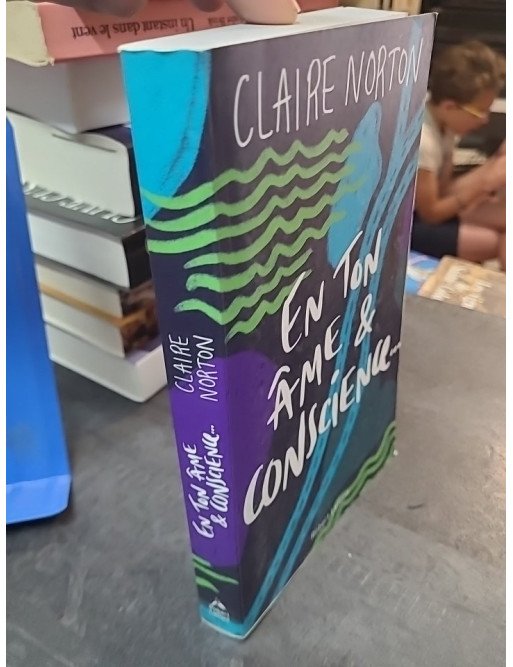 Un instant dans le vent
CLAIRE NORTON
EN TON
ÂME &
CONSCIENCE...
CLAIRE
NORTON
EN TON ÂME
& CONSCIENCE...